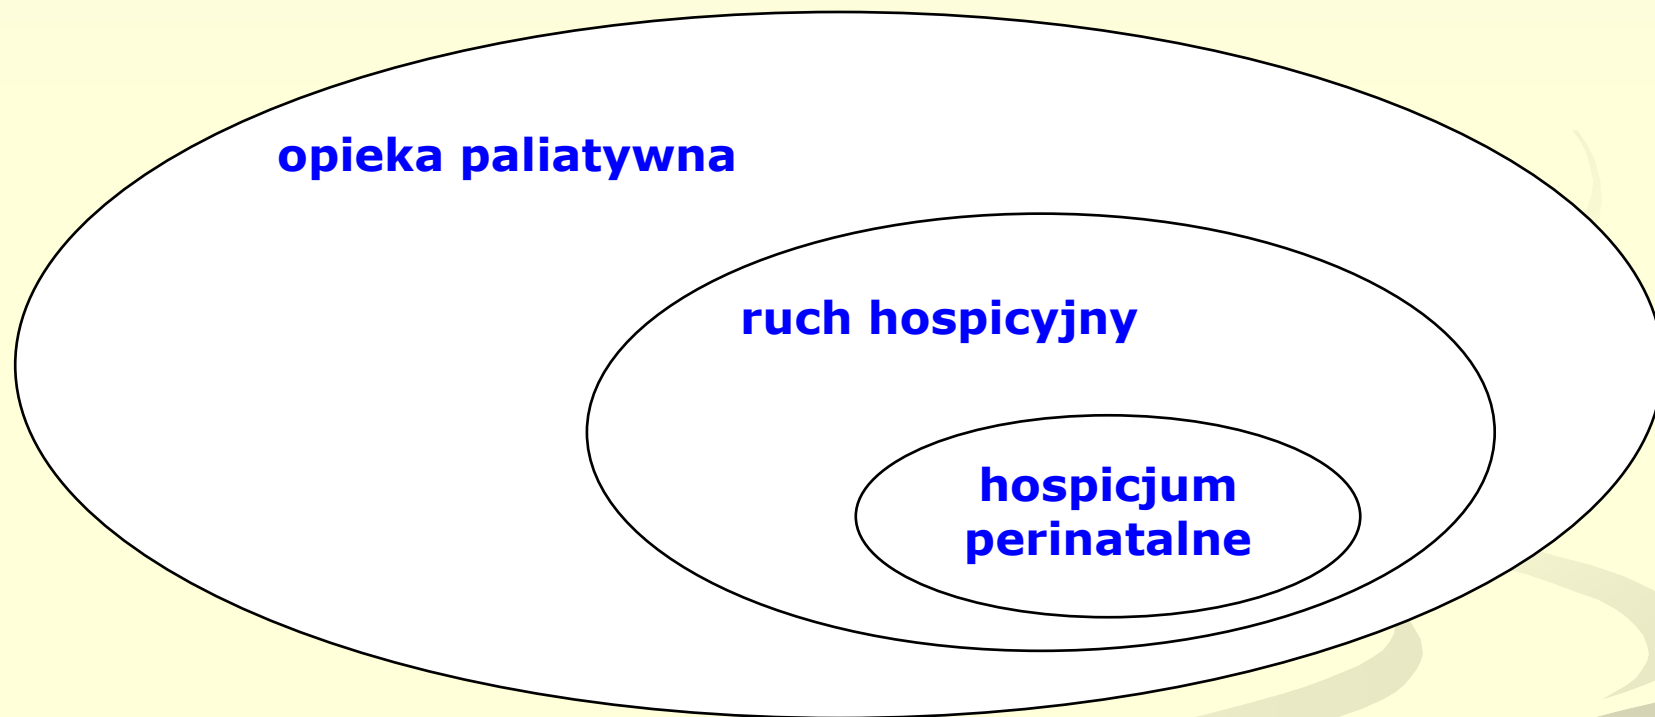 opieka paliatywna
ruch hospicyjny
hospicjum
perinatalne